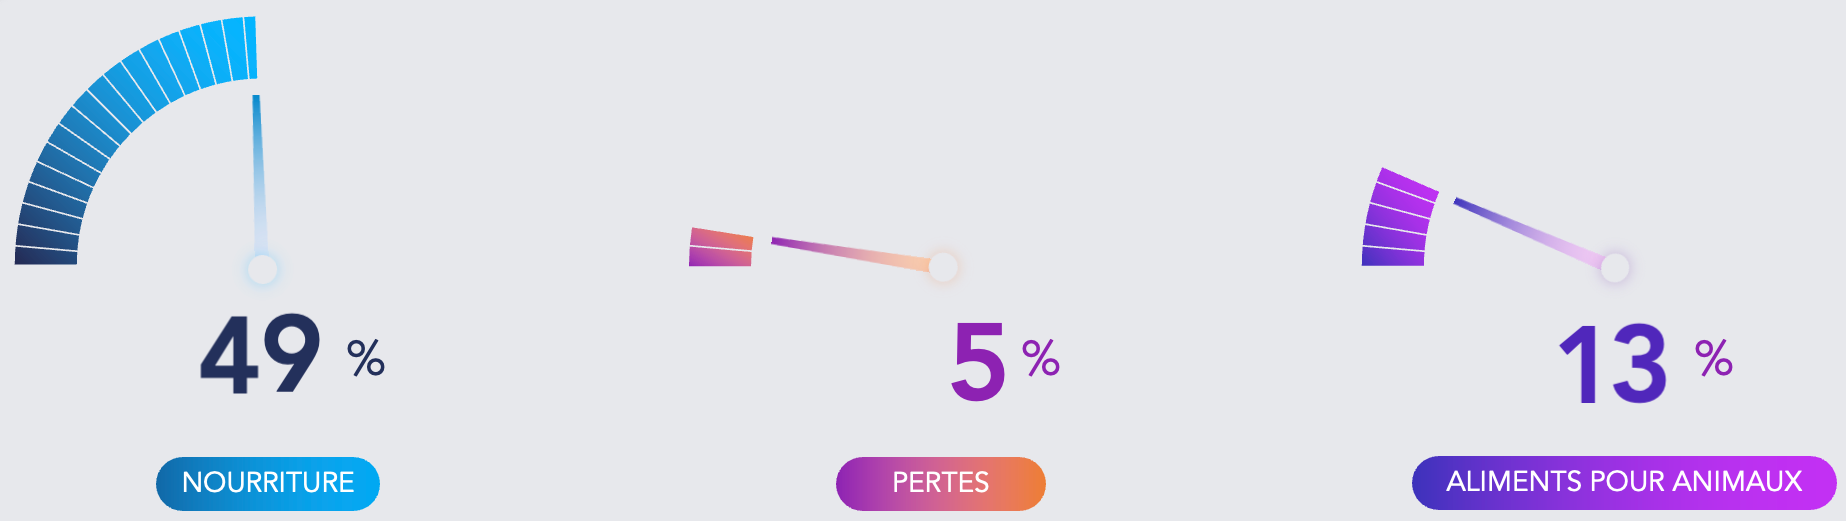 49 %
5 %
13 %
NOURRITURE
PERTES
ALIMENTS POUR ANIMAUX